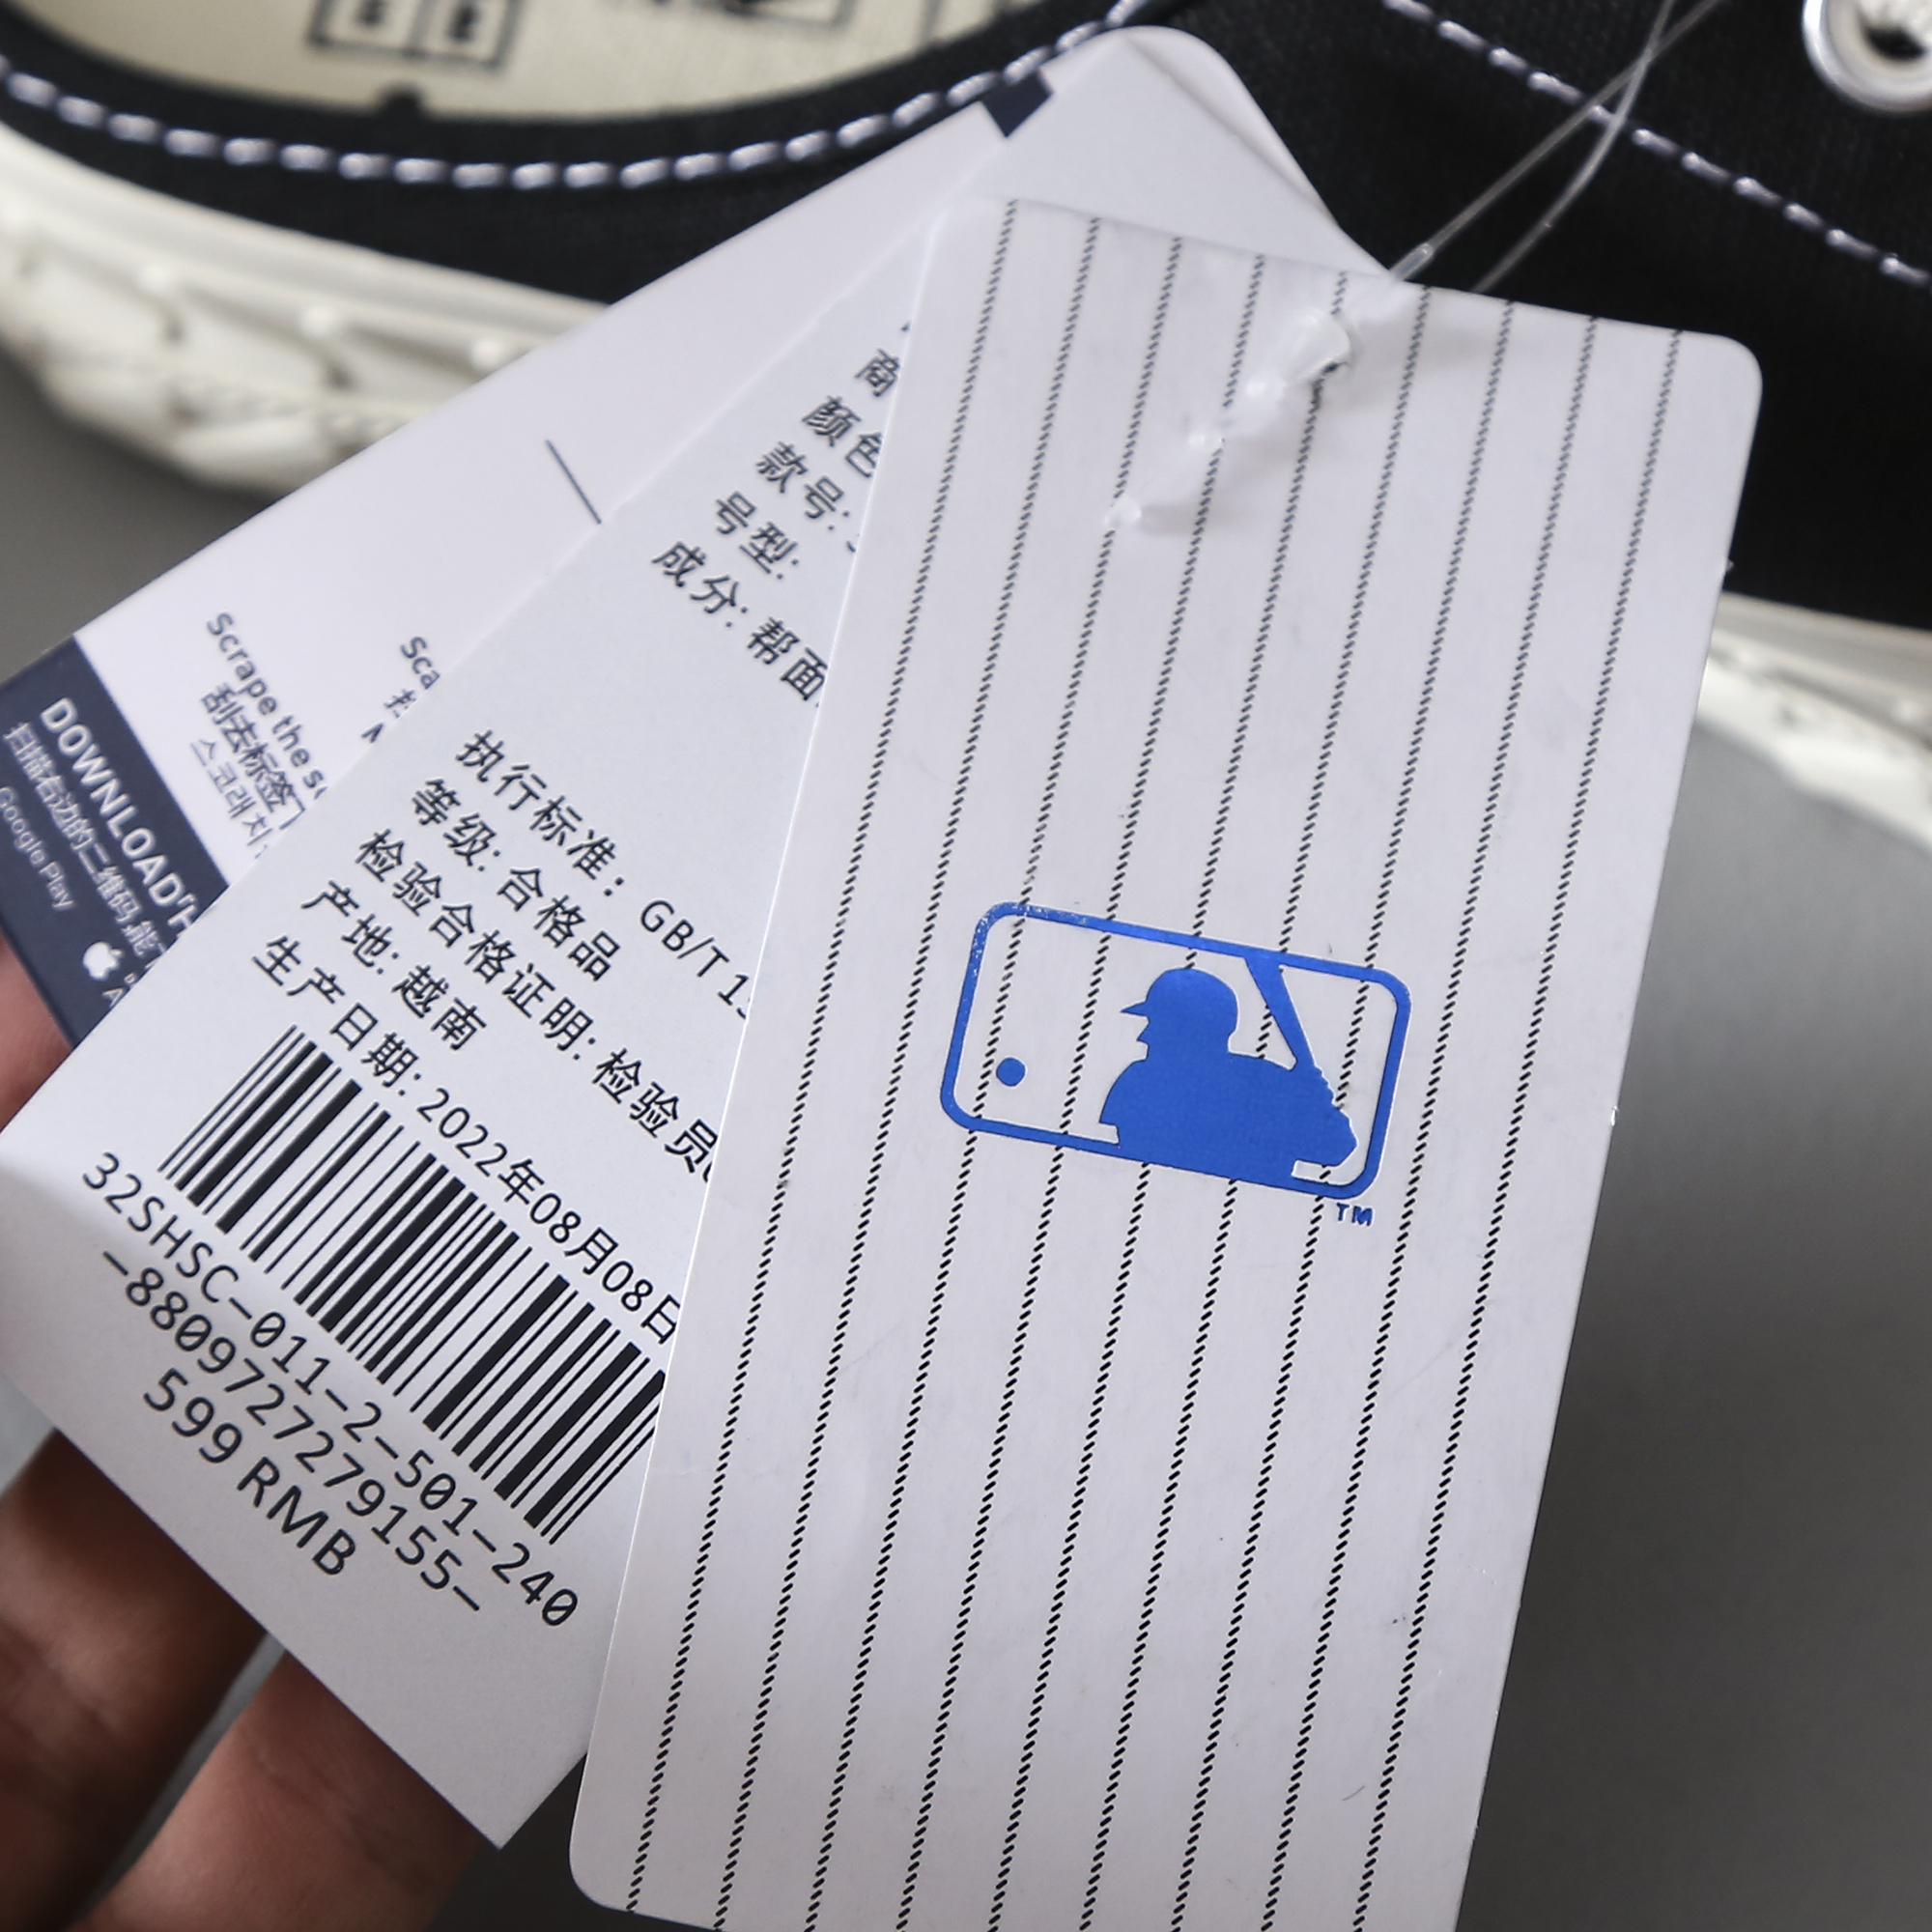 商
颜色
款号:
号型:
成分: 帮面
执行标准: GB/T 1
等级: 合格品
检验合格证明: 检验员
产地: 越南
生产日期: 2022年08月08日
32SHSC-011-2-501-240
-8809727279155-
599 RMB
Scrape the
刮去标签
스크래치
Sca
DOWNLOAD'H
扫描右边的二维码,能
Google Play
TM